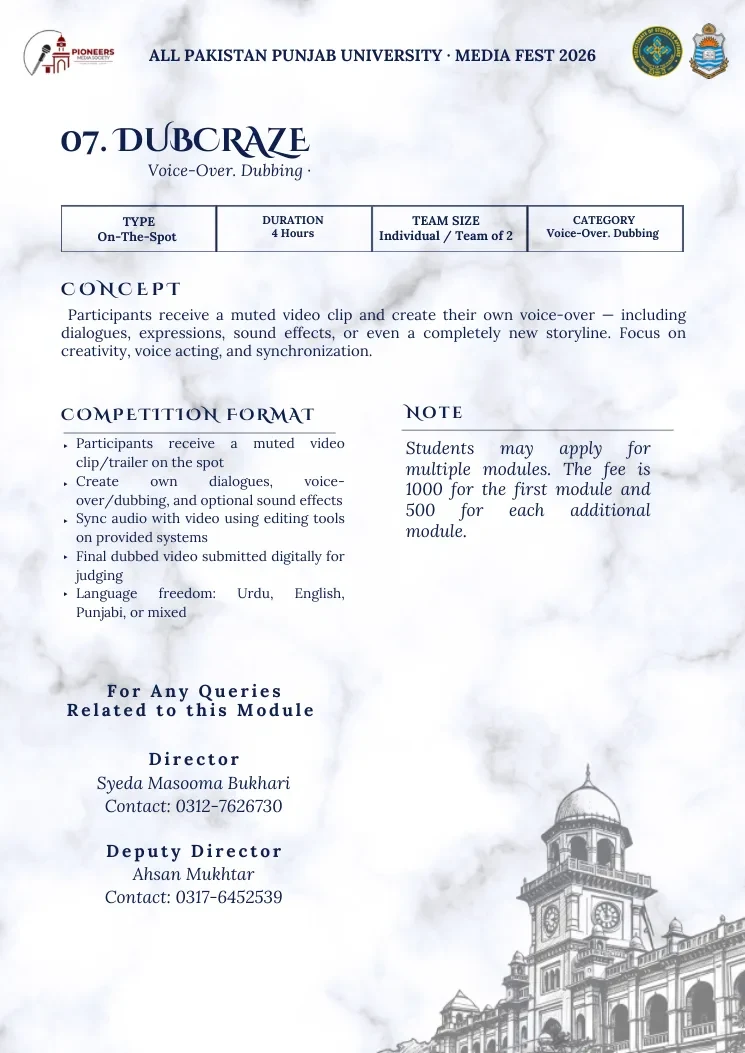 PIONEERS
MEDIA SOCIETY
ALL PAKISTAN PUNJAB UNIVERSITY · MEDIA FEST 2026
07. DUBCRAZE
Voice-Over. Dubbing ·
TYPE
On-The-Spot
DURATION
4 Hours
TEAM SIZE
Individual / Team of 2
CATEGORY
Voice-Over. Dubbing
CONCEPT
Participants receive a muted video clip and create their own voice-over — including
dialogues, expressions, sound effects, or even a completely new storyline. Focus on
creativity, voice acting, and synchronization.
COMPETITION FORMAT
‣ Participants receive a muted video
clip/trailer on the spot
‣ Create own dialogues, voice-
over/dubbing, and optional sound effects
‣ Sync audio with video using editing tools
on provided systems
‣ Final dubbed video submitted digitally for
judging
‣ Language freedom: Urdu, English,
Punjabi, or mixed
NOTE
Students may apply for
multiple modules. The fee is
1000 for the first module and
500 for each additional
module.
For Any Queries
Related to this Module
Director
Syeda Masooma Bukhari
Contact: 0312-7626730
Deputy Director
Ahsan Mukhtar
Contact: 0317-6452539